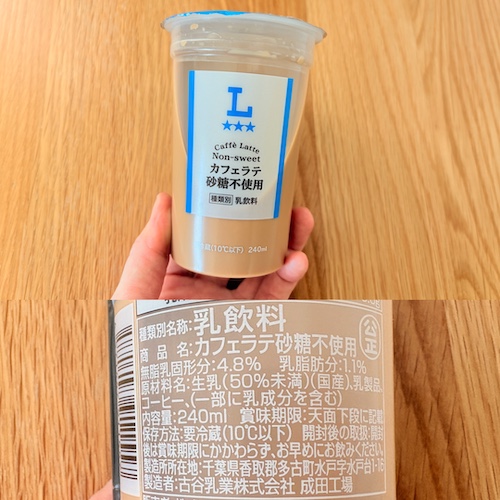 L
★★★
Caffè Latte
Non-sweet
カフェラテ
砂糖不使用
種類別 乳飲料
(10℃以下) 240ml
種類別名称:乳飲料
商品名:カフェラテ砂糖不使用
公正
無脂乳固形分:4.8% 乳脂肪分:1.1%
原材料名:生乳(50%未満)(国産)、乳製品、
コーヒー、(一部に乳成分を含む)
内容量:240ml 賞味期限:天面下段に記載
保存方法:要冷蔵(10℃以下) 開封後の取扱:開封
後は賞味期限にかかわらず、お早めにお飲みください。
製造所所在地:千葉県香取郡多古町水戸字水戸台1-16
製造者:古谷乳業株式会社 成田工場